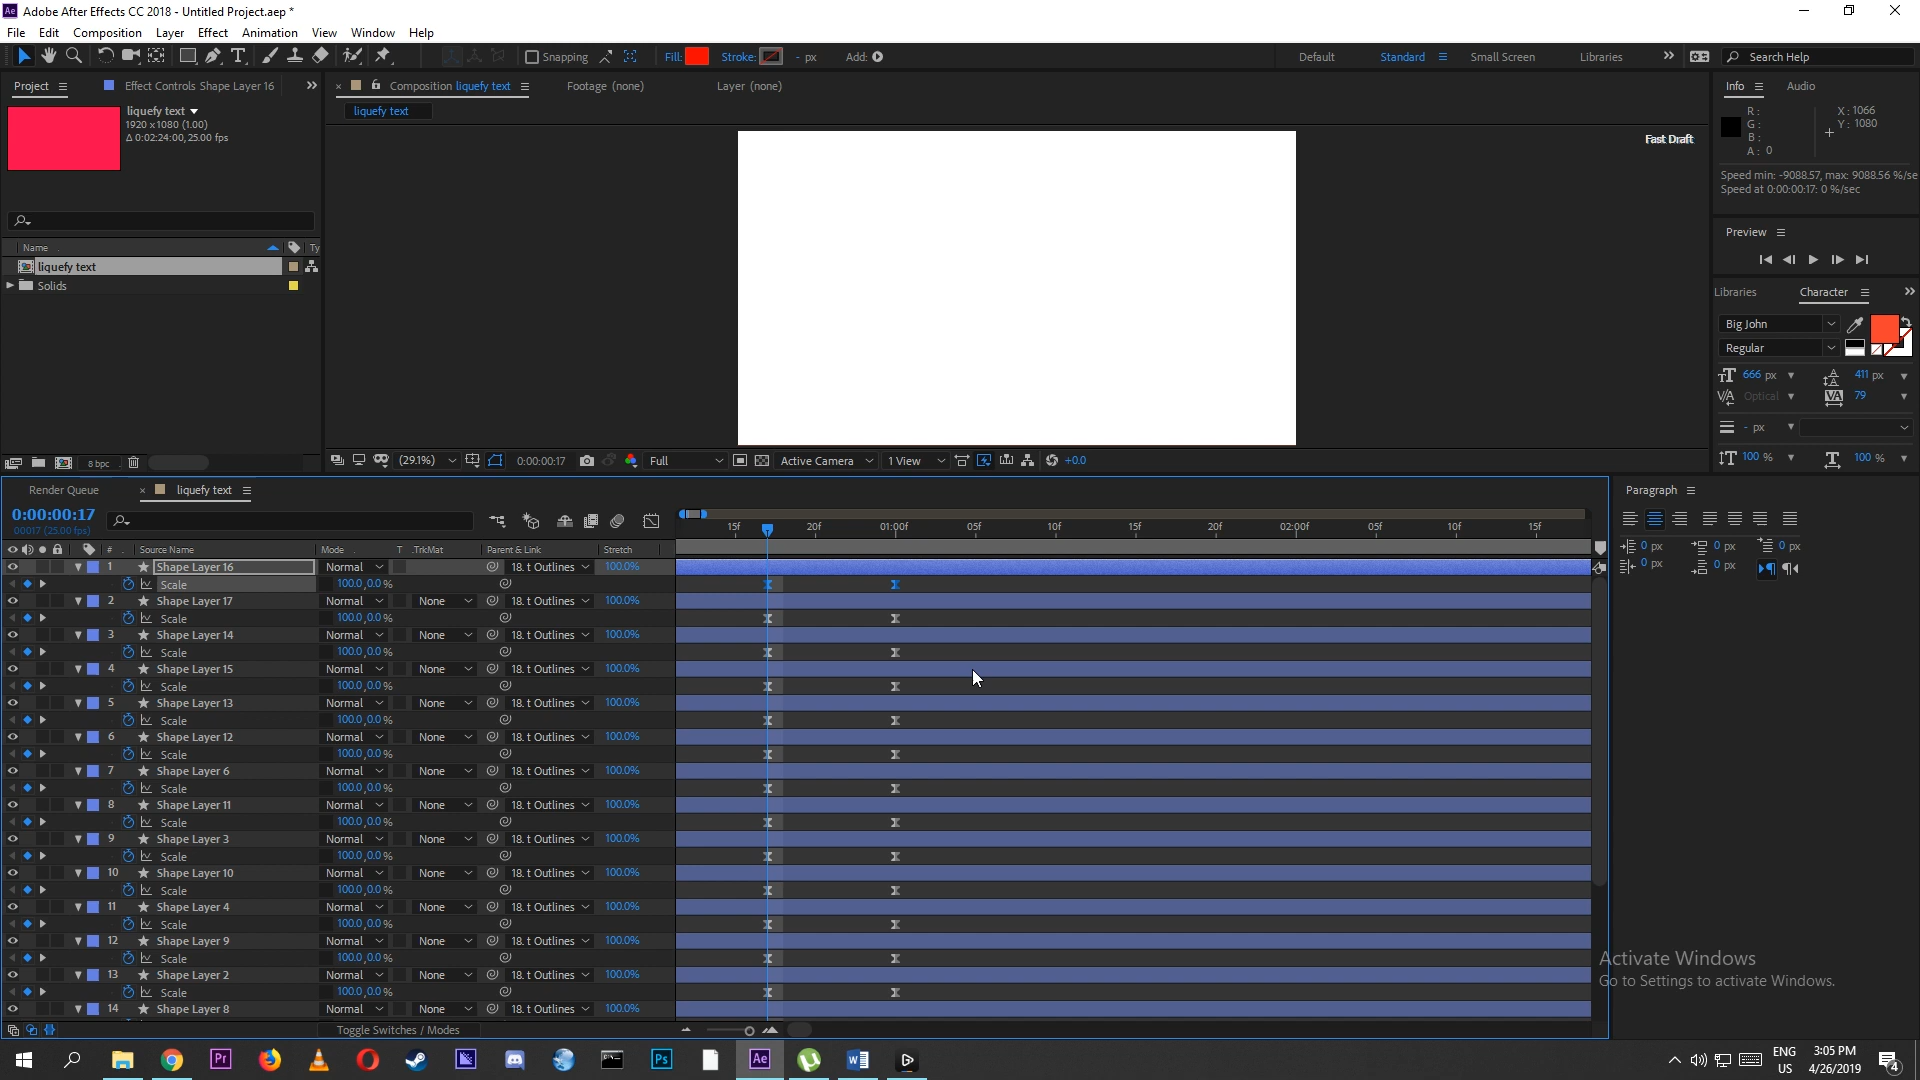 Adobe After Effects CC 2018 - Untitled Project.aep *
File Edit Composition Layer Effect Animation View Window Help
Snapping Fill: Stroke: - px Add: Default Standard Small Screen Libraries Search Help
Project Effect Controls Shape Layer 16 Composition liquefy text Footage (none) Layer (none) Info Audio
liquefy text
1920 x 1080 (1.00)
Δ 0:02:24:00, 25.00 fps
liquefy text
Fast Draft
R:
G:
B:
A: 0
X: 1066
Y: 1080
Speed min: -9088.57, max: 9088.56 %/se
Speed at 0:00:00:17: 0 %/sec
Preview
Name Ty
liquefy text
Solids
Libraries Character
Big John
Regular
666 px 411 px
Optical 79
- px
100 % 100 %
8 bpc (29.1%) 0:00:00:17 Full Active Camera 1 View +0.0
Render Queue liquefy text
Paragraph
0 px 0 px 0 px
0 px 0 px
0:00:00:17
00017 (25.00 fps)
15f 20f 01:00f 05f 10f 15f 20f 02:00f 05f 10f 15f
# Source Name Mode T .TrkMat Parent & Link Stretch
1 Shape Layer 16 Normal 18. t Outlines 100.0%
Scale 100.0,0.0 %
2 Shape Layer 17 Normal None 18. t Outlines 100.0%
Scale 100.0,0.0 %
3 Shape Layer 14 Normal None 18. t Outlines 100.0%
Scale 100.0,0.0 %
4 Shape Layer 15 Normal None 18. t Outlines 100.0%
Scale 100.0,0.0 %
5 Shape Layer 13 Normal None 18. t Outlines 100.0%
Scale 100.0,0.0 %
6 Shape Layer 12 Normal None 18. t Outlines 100.0%
Scale 100.0,0.0 %
7 Shape Layer 6 Normal None 18. t Outlines 100.0%
Scale 100.0,0.0 %
8 Shape Layer 11 Normal None 18. t Outlines 100.0%
Scale 100.0,0.0 %
9 Shape Layer 3 Normal None 18. t Outlines 100.0%
Scale 100.0,0.0 %
10 Shape Layer 10 Normal None 18. t Outlines 100.0%
Scale 100.0,0.0 %
11 Shape Layer 4 Normal None 18. t Outlines 100.0%
Scale 100.0,0.0 %
12 Shape Layer 9 Normal None 18. t Outlines 100.0%
Scale 100.0,0.0 %
13 Shape Layer 2 Normal None 18. t Outlines 100.0%
Scale 100.0,0.0 %
14 Shape Layer 8 Normal None 18. t Outlines 100.0%
Toggle Switches / Modes
Activate Windows
Go to Settings to activate Windows.
ENG
US
3:05 PM
4/26/2019
4